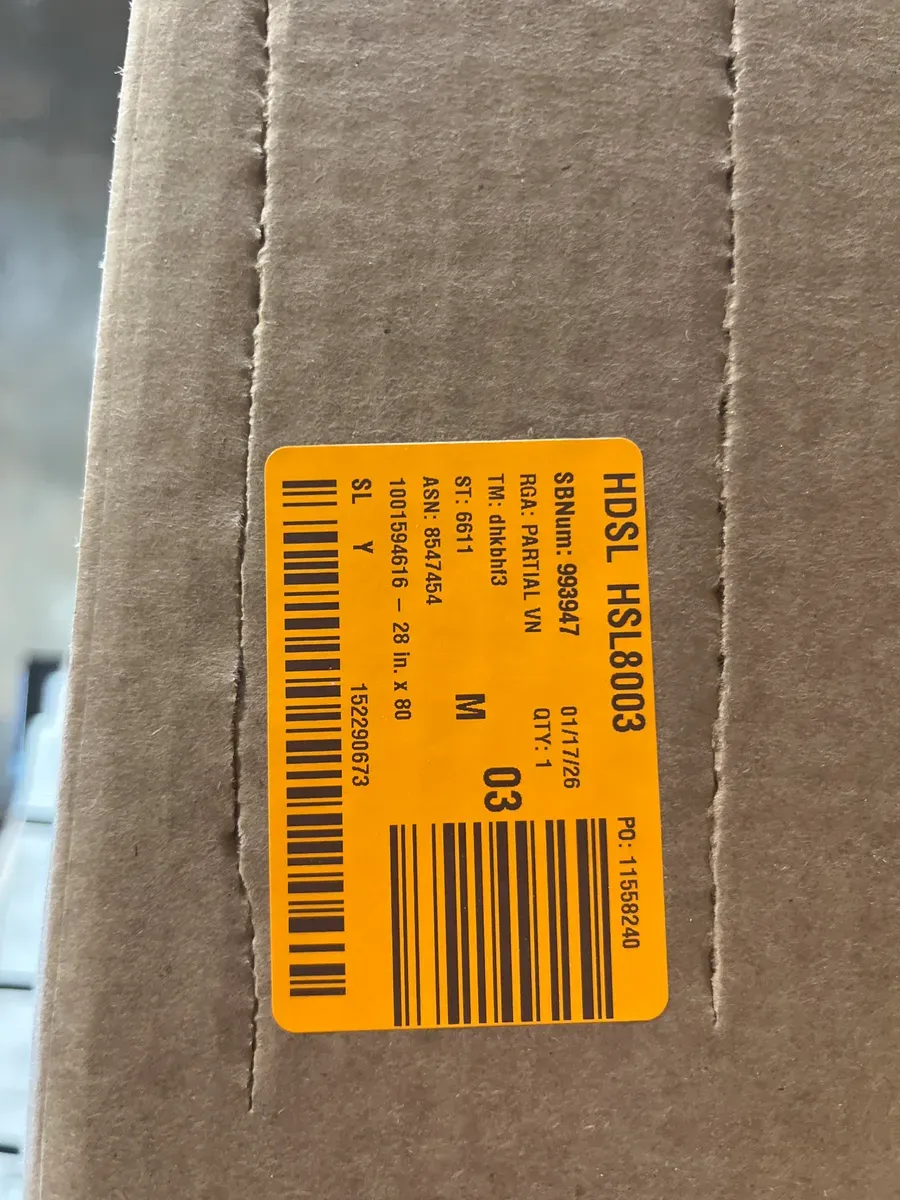 HDSL HSL8003
PO: 11558240
SBNum: 993947 01/17/26
RGA: PARTIAL VN QTY: 1
TM: dhkbhf3
03
ST: 6611 M
ASN: 8547454
1001594616 – 28 in. x 80
SL Y 152290673